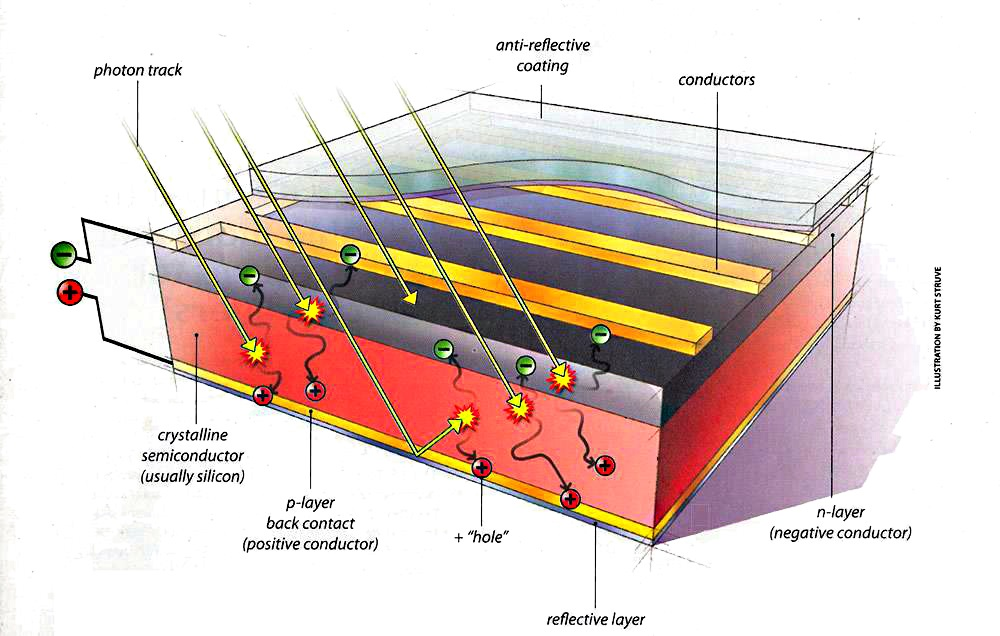 anti-reflective
coating
photon track
conductors
−
+
−
−
−
−
−
+
+
+
+
+
crystalline
semiconductor
(usually silicon)
p-layer
back contact
(positive conductor)
+ “hole”
n-layer
(negative conductor)
reflective layer
ILLUSTRATION BY KURT STRUVE